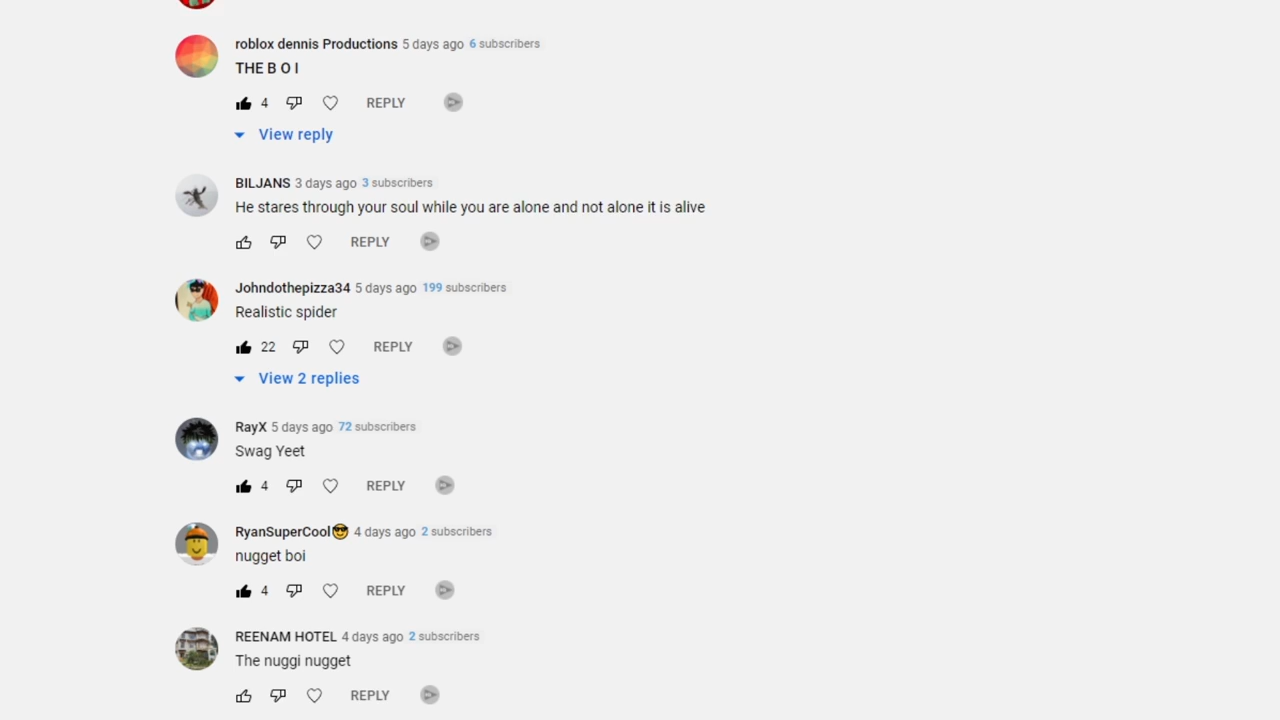 roblox dennis Productions 5 days ago 6 subscribers
THE B O I
4 REPLY
View reply
BILJANS 3 days ago 3 subscribers
He stares through your soul while you are alone and not alone it is alive
REPLY
Johndothepizza34 5 days ago 199 subscribers
Realistic spider
22 REPLY
View 2 replies
RayX 5 days ago 72 subscribers
Swag Yeet
4 REPLY
RyanSuperCool😎 4 days ago 2 subscribers
nugget boi
4 REPLY
REENAM HOTEL 4 days ago 2 subscribers
The nuggi nugget
REPLY